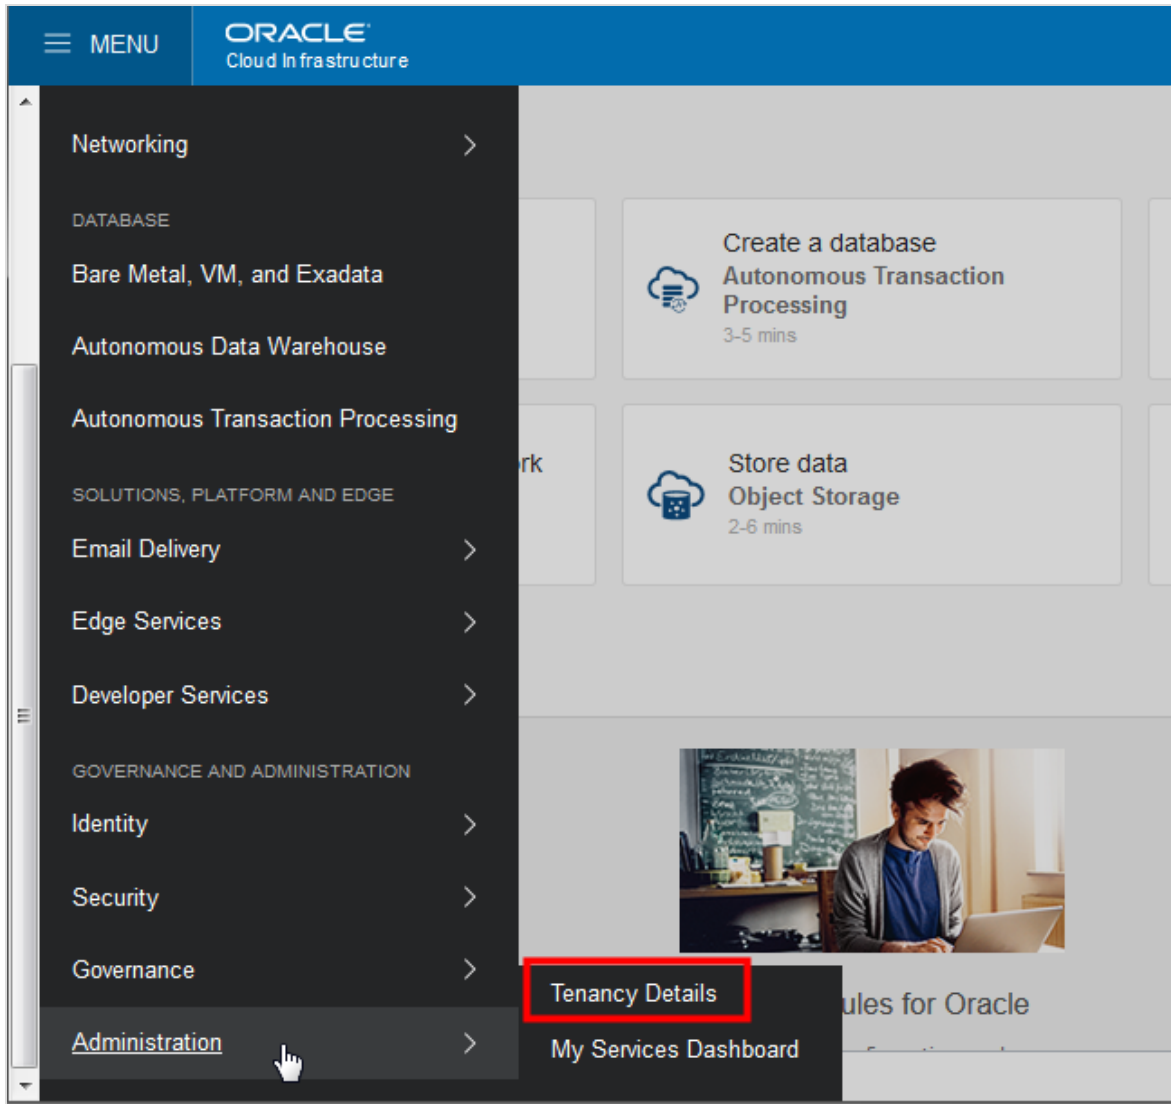 MENU
ORACLE
Cloud Infrastructure
Networking
DATABASE
Bare Metal, VM, and Exadata
Autonomous Data Warehouse
Autonomous Transaction Processing
SOLUTIONS, PLATFORM AND EDGE
Email Delivery
Edge Services
Developer Services
GOVERNANCE AND ADMINISTRATION
Identity
Security
Governance
Administration
Tenancy Details
My Services Dashboard
Create a database
Autonomous Transaction
Processing
3-5 mins
rk
Store data
Object Storage
2-6 mins
ules for Oracle